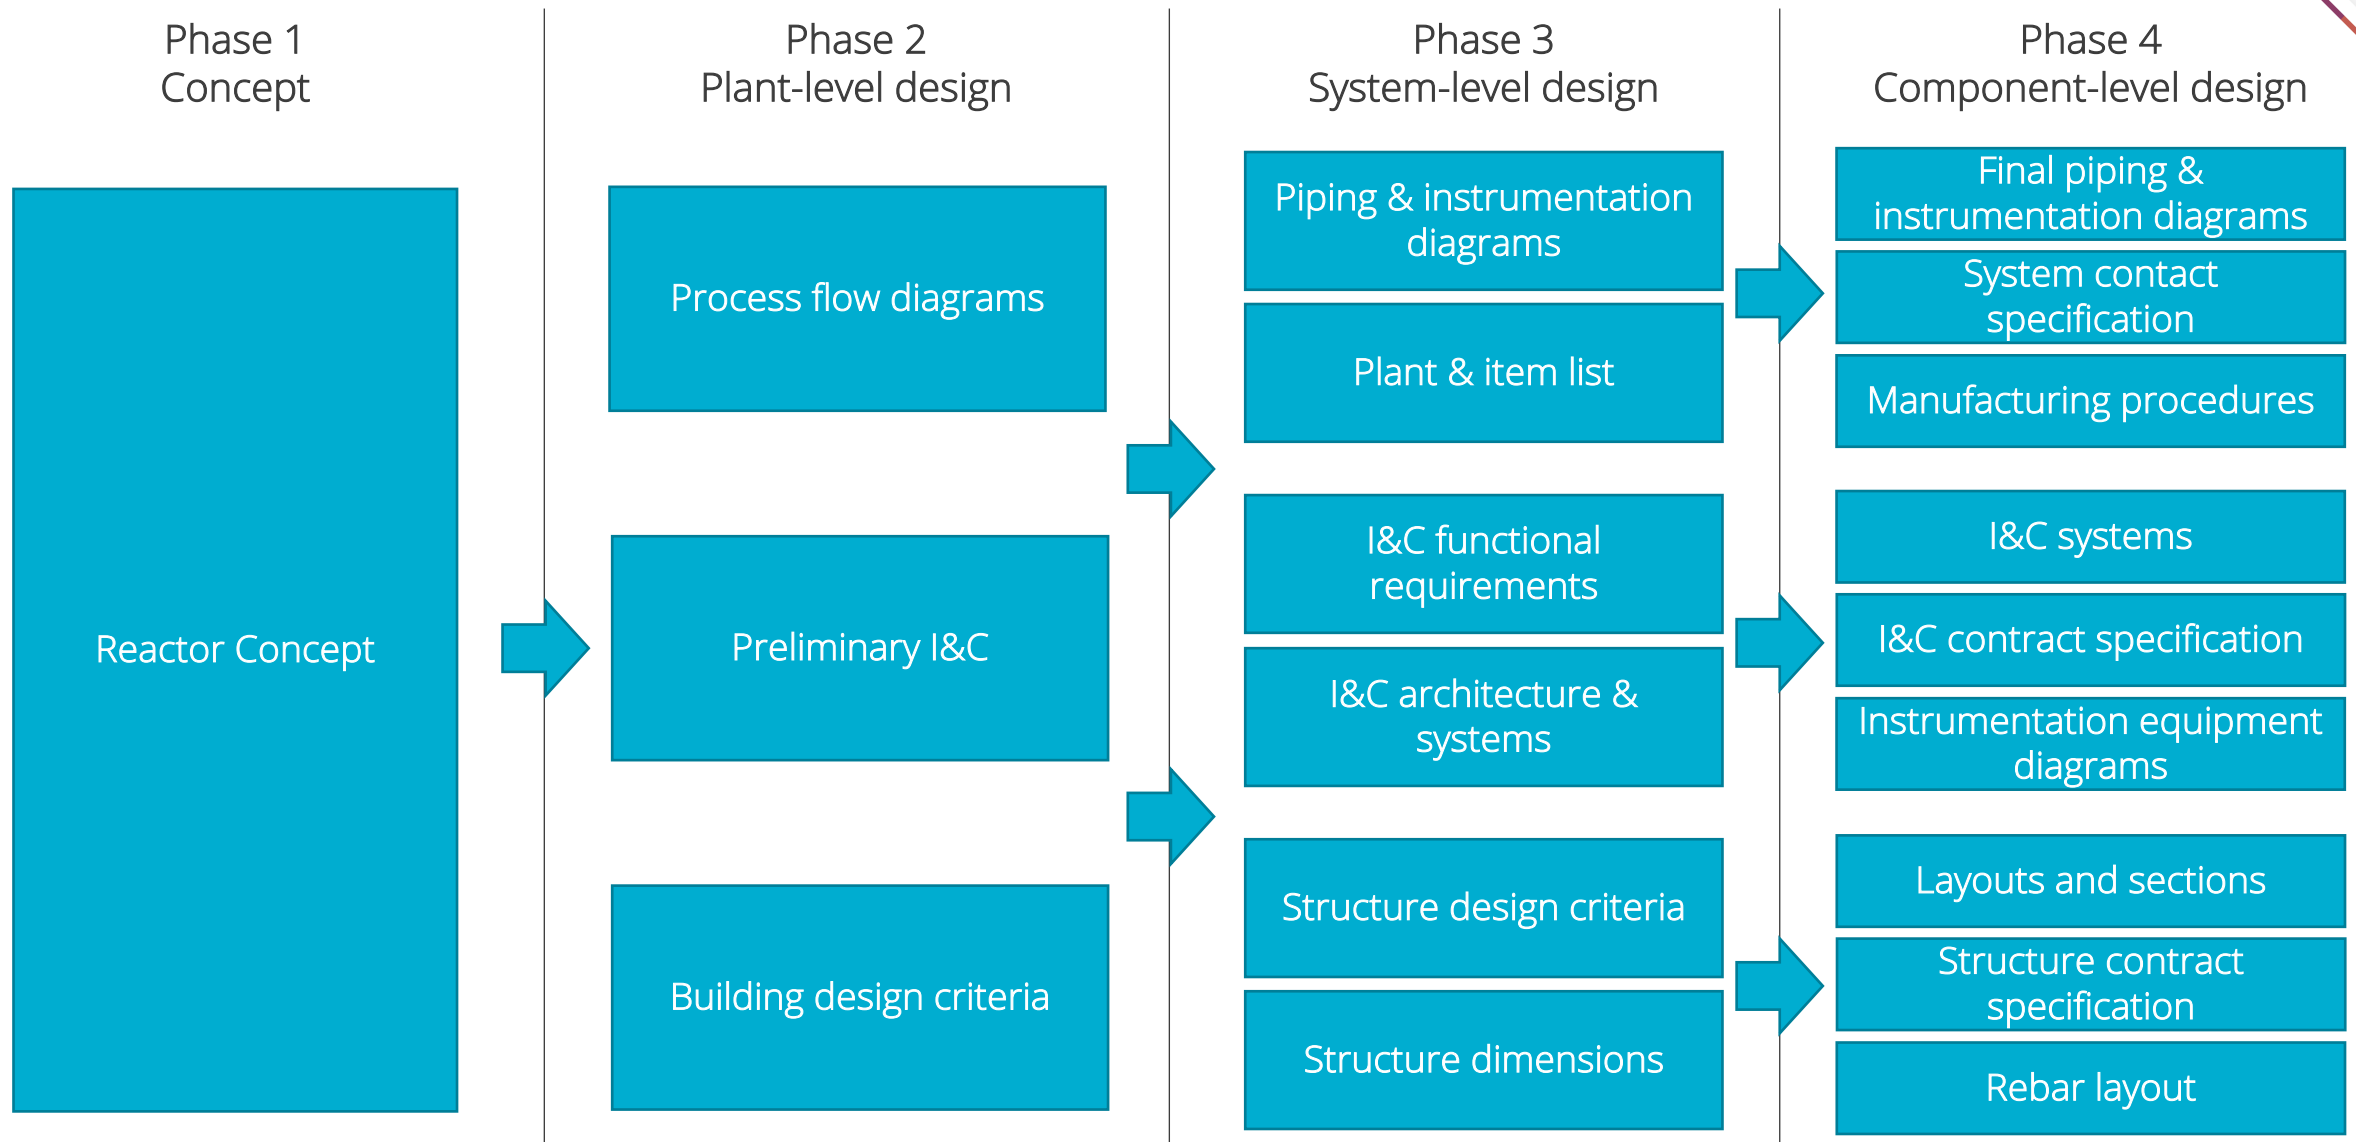 Phase 1
Concept
Phase 2
Plant-level design
Phase 3
System-level design
Phase 4
Component-level design
Reactor Concept
Process flow diagrams
Preliminary I&C
Building design criteria
Piping & instrumentation
diagrams
Plant & item list
I&C functional
requirements
I&C architecture &
systems
Structure design criteria
Structure dimensions
Final piping &
instrumentation diagrams
System contact
specification
Manufacturing procedures
I&C systems
I&C contract specification
Instrumentation equipment
diagrams
Layouts and sections
Structure contract
specification
Rebar layout